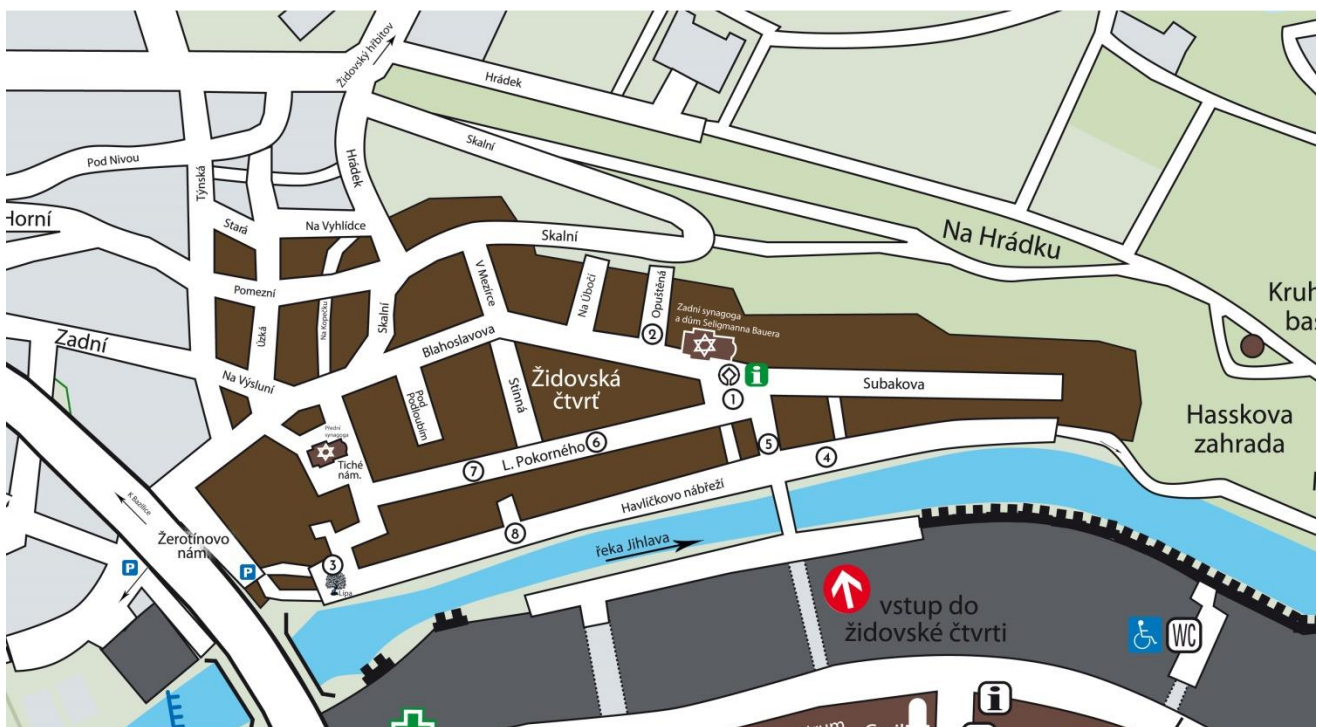 Židovský hřbitov
Hrádek
Skalní
Pod Nivou
Týnská
Hrádek
Horní
Stará
Na Vyhlídce
Skalní
Na Hrádku
Pomezní
V Mezírce
Na Úbočí
Opuštěná
Zadní synagoga
a dům Seligmanna Bauera
Zadní
Úzká
Na Kopečku
Skalní
Blahoslavova
2
Na Výsluní
Pod
Podloubím
Stinná
Židovská
čtvrť
i
1
Subakova
Hasskova
zahrada
Přední
synagoga
Tiché
nám.
7
L. Pokorného
6
5
4
K Bazilice
Havlíčkovo nábřeží
8
Žerotínovo
nám.
P
P
3
Lípa
řeka Jihlava
vstup do
židovské čtvrti
WC
i